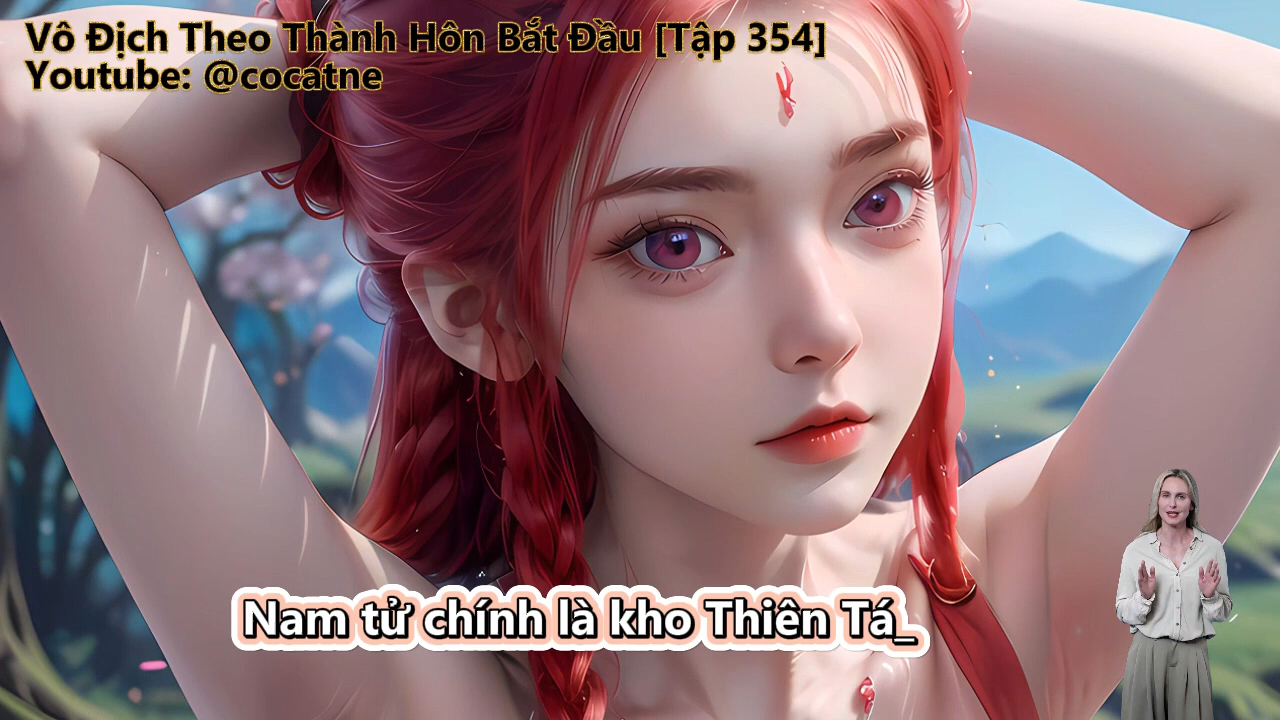 Vô Địch Theo Thành Hôn Bắt Đầu [Tập 354]
Youtube: @cocatne
Nam tử chính là kho Thiên Tá_